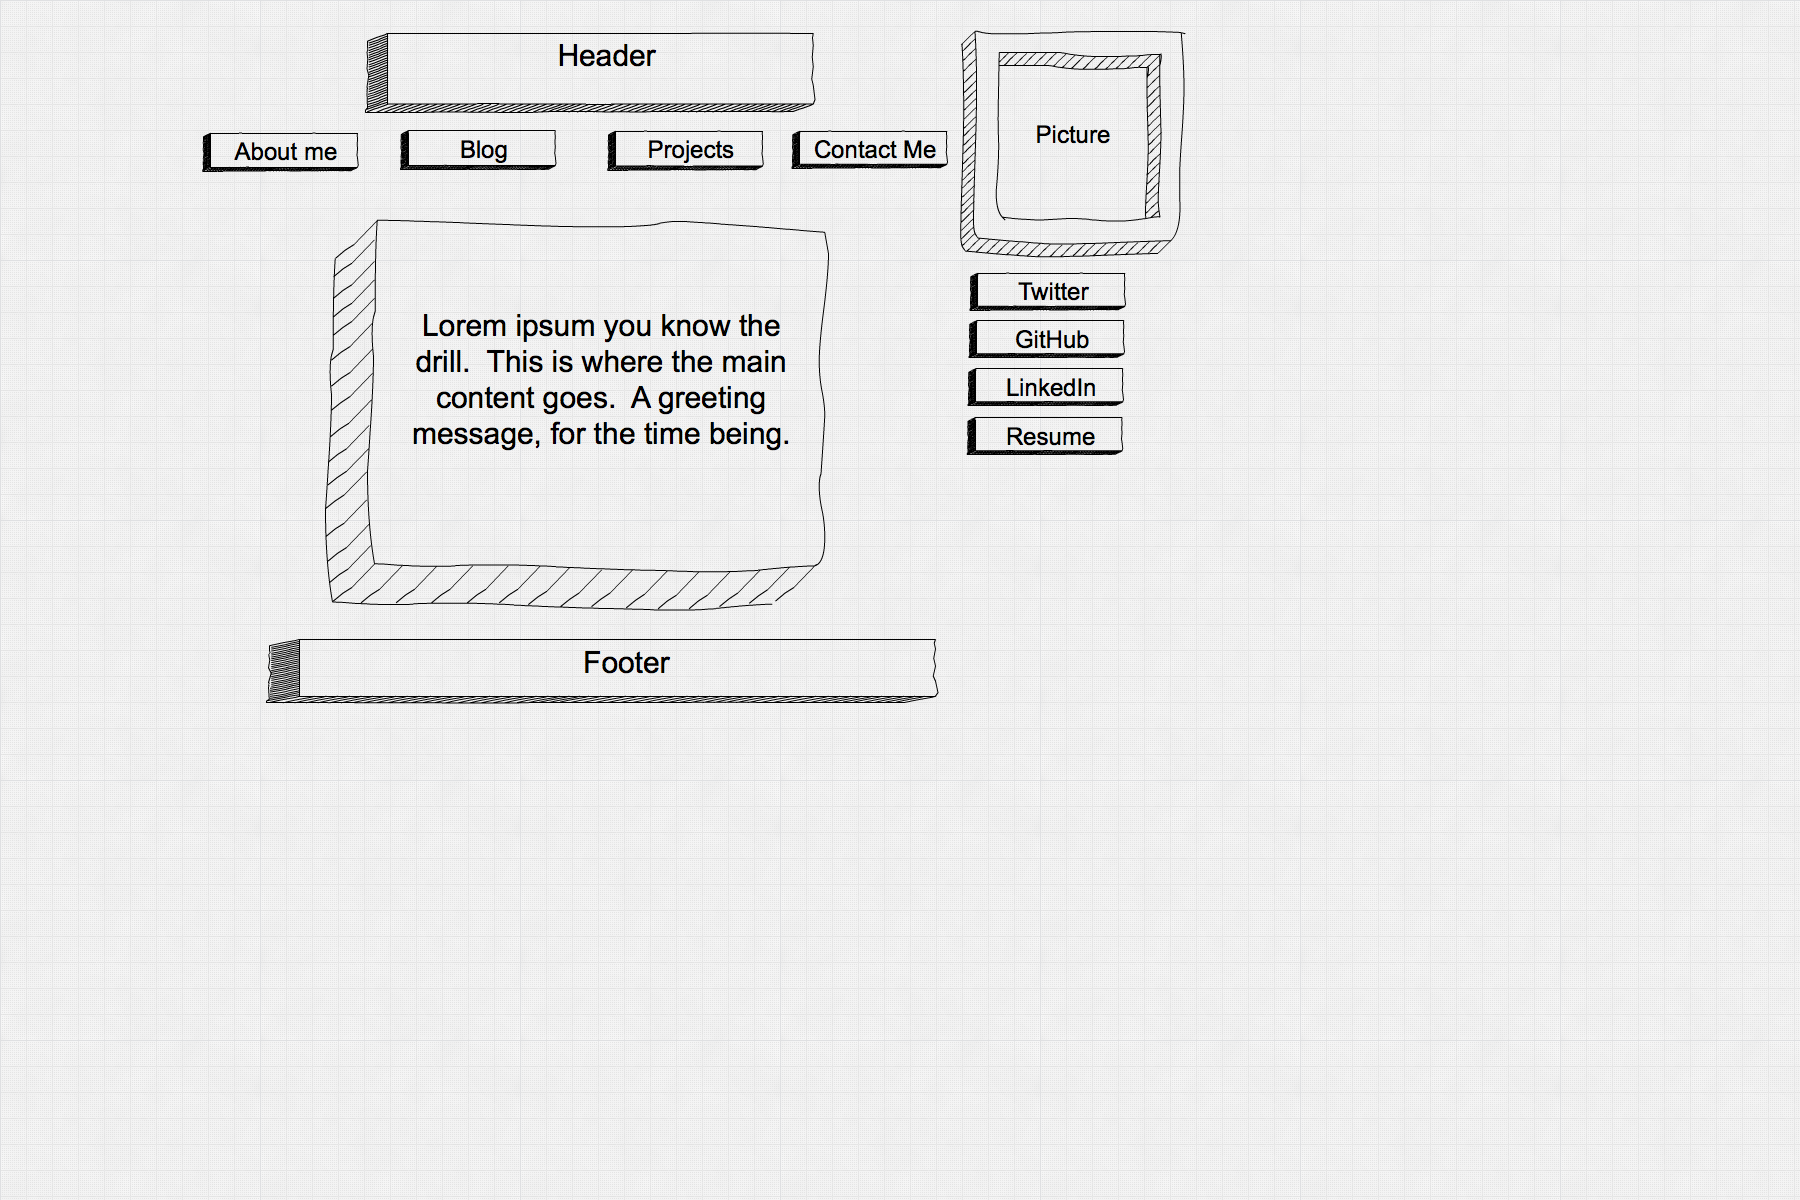 Header
About me
Blog
Projects
Contact Me
Picture
Twitter
GitHub
LinkedIn
Resume
Lorem ipsum you know the
drill.  This is where the main
content goes.  A greeting
message, for the time being.
Footer